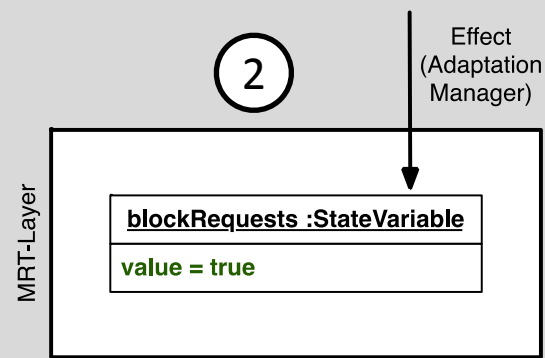 2
Effect
(Adaptation
Manager)
MRT-Layer
blockRequests :StateVariable
value = true